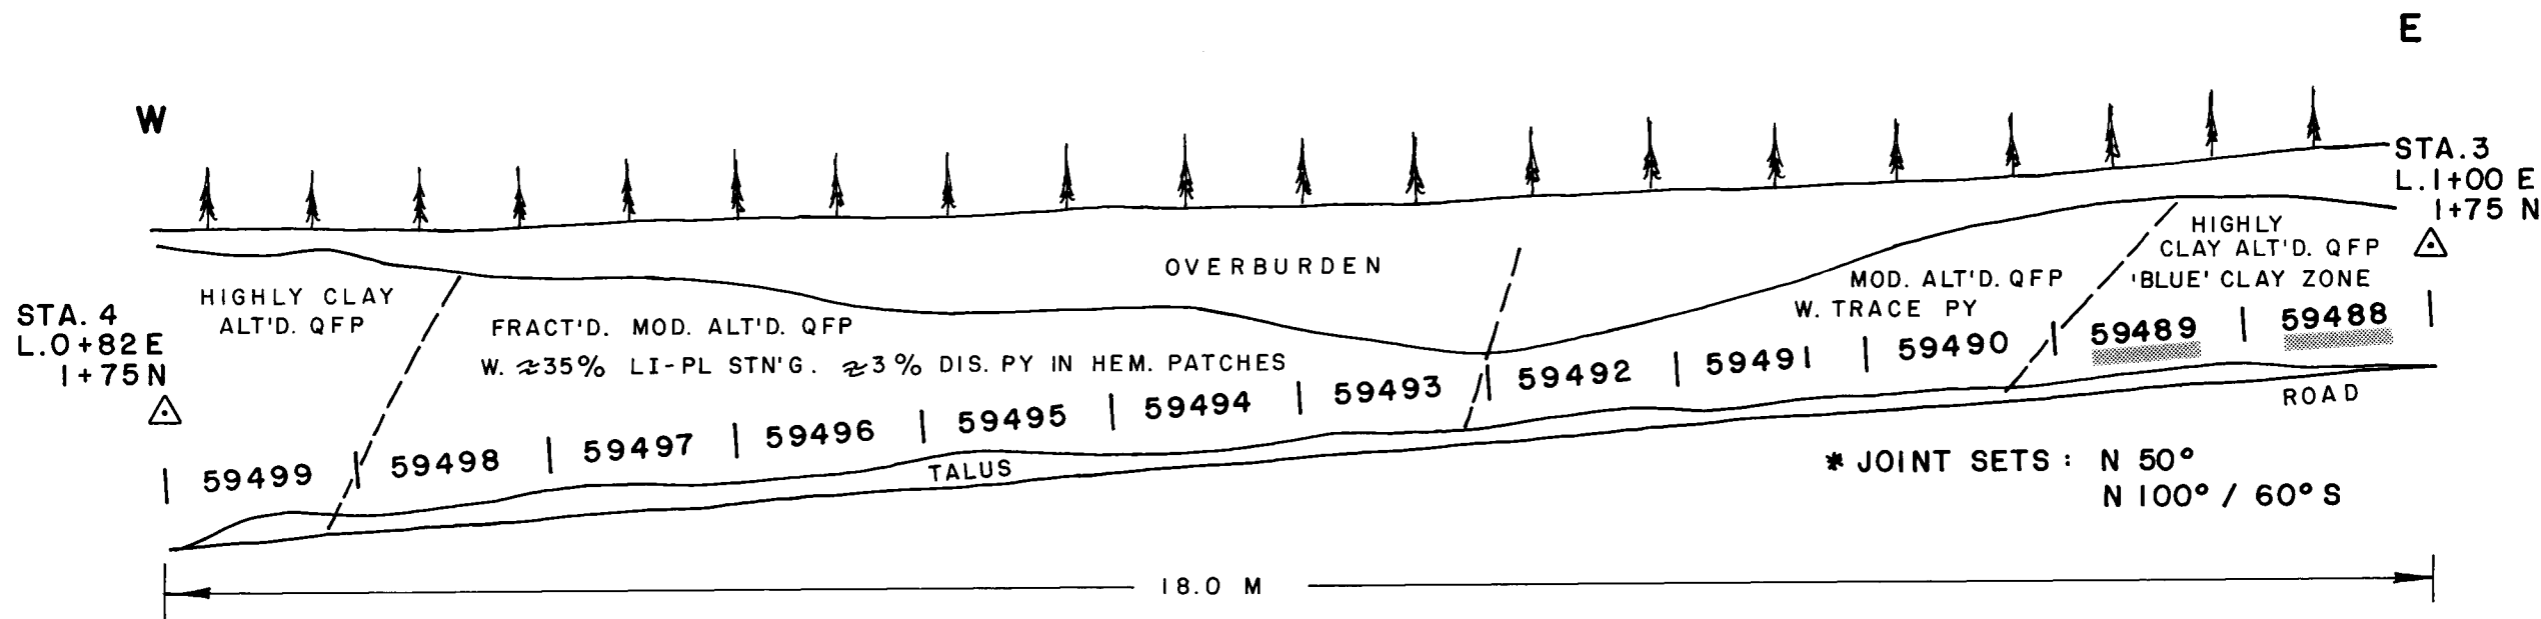 E
W
STA. 3
L. 1+00 E
1+75 N
HIGHLY
CLAY ALT'D. QFP
'BLUE' CLAY ZONE
OVERBURDEN
MOD. ALT'D. QFP
W. TRACE PY
HIGHLY CLAY
ALT'D. QFP
STA. 4
L.0+82 E
1+75 N
FRACT'D. MOD. ALT'D. QFP
W. ≈35% LI-PL STN'G. ≈3% DIS. PY IN HEM. PATCHES
59499 59498 59497 59496 59495 59494 59493 59492 59491 59490 59489 59488
TALUS
ROAD
* JOINT SETS: N 50°
N 100° / 60° S
18.0 M